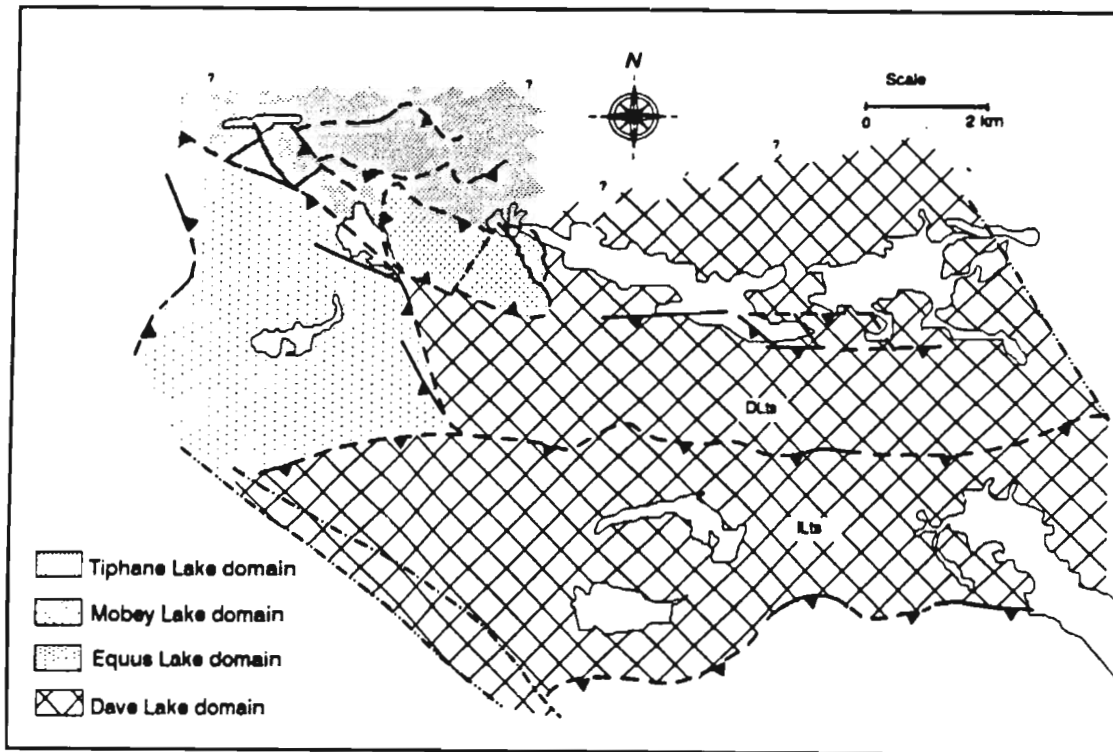 ?
?
N
Scale
0 2 km
?
?
DLts
ILts
Tiphane Lake domain
Mobey Lake domain
Equus Lake domain
Dave Lake domain